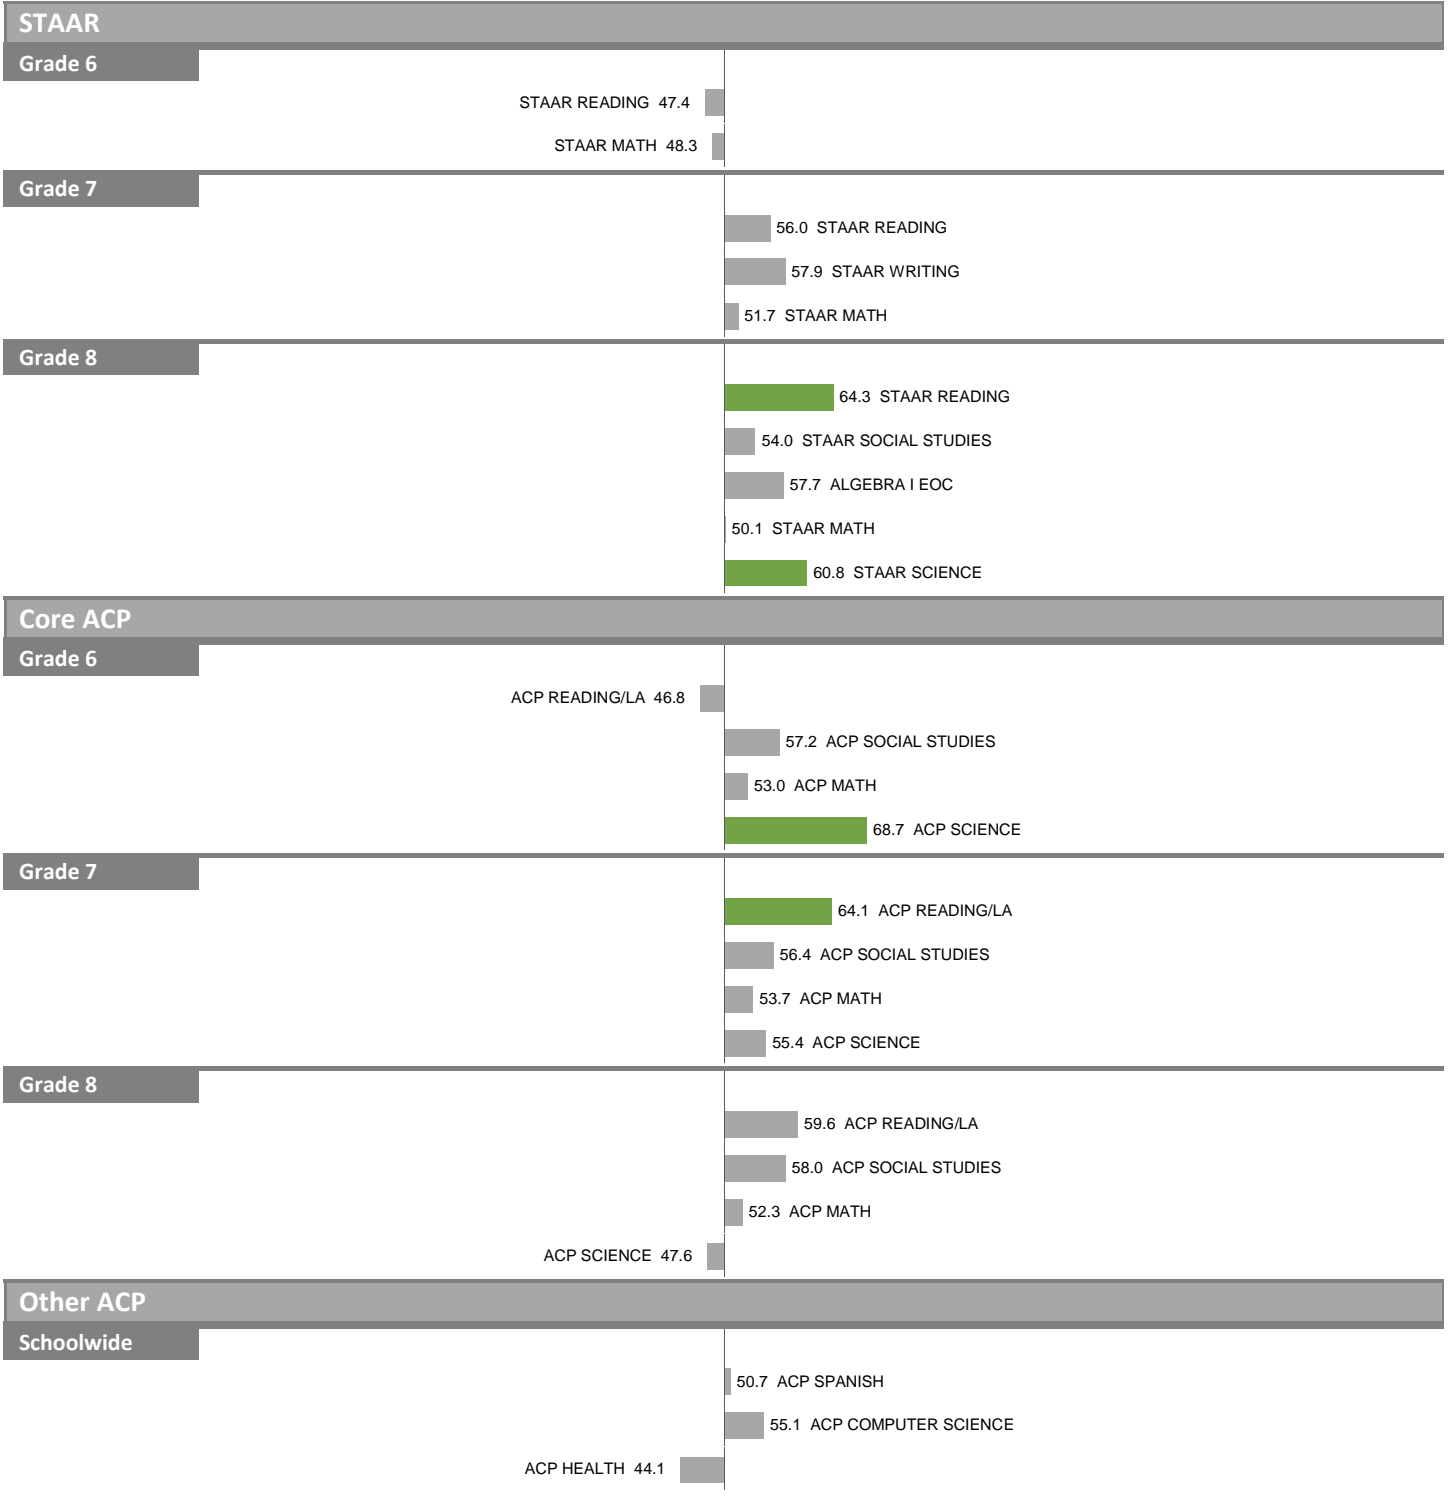 STAAR
Grade 6
STAAR READING 47.4
STAAR MATH 48.3
Grade 7
56.0 STAAR READING
57.9 STAAR WRITING
51.7 STAAR MATH
Grade 8
64.3 STAAR READING
54.0 STAAR SOCIAL STUDIES
57.7 ALGEBRA I EOC
50.1 STAAR MATH
60.8 STAAR SCIENCE
Core ACP
Grade 6
ACP READING/LA 46.8
57.2 ACP SOCIAL STUDIES
53.0 ACP MATH
68.7 ACP SCIENCE
Grade 7
64.1 ACP READING/LA
56.4 ACP SOCIAL STUDIES
53.7 ACP MATH
55.4 ACP SCIENCE
Grade 8
59.6 ACP READING/LA
58.0 ACP SOCIAL STUDIES
52.3 ACP MATH
ACP SCIENCE 47.6
Other ACP
Schoolwide
50.7 ACP SPANISH
55.1 ACP COMPUTER SCIENCE
ACP HEALTH 44.1